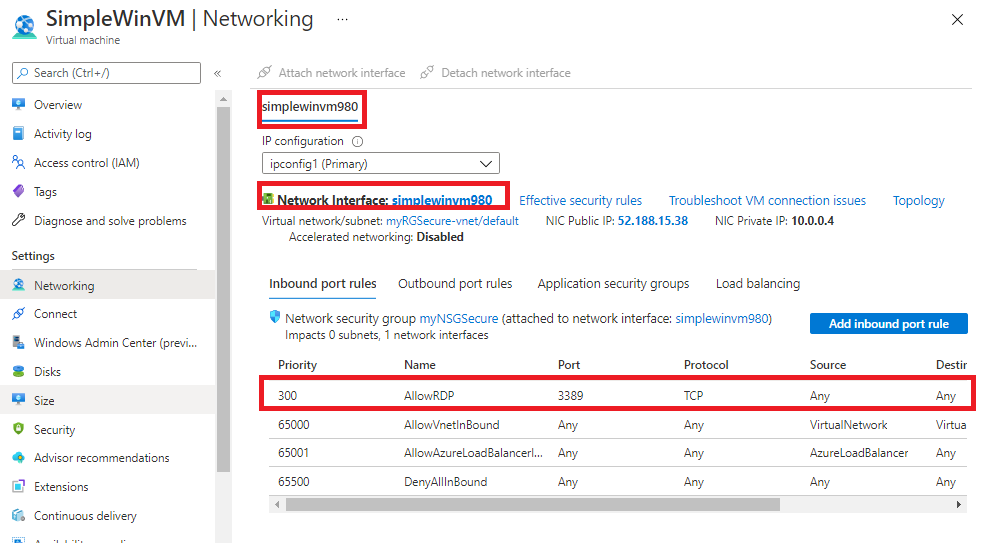 SimpleWinVM | Networking ...
Virtual machine
Search (Ctrl+/)
«
Attach network interface
Detach network interface
Overview
Activity log
Access control (IAM)
Tags
Diagnose and solve problems
Settings
Networking
Connect
Windows Admin Center (previ...
Disks
Size
Security
Advisor recommendations
Extensions
Continuous delivery
simplewinvm980
IP configuration
ipconfig1 (Primary)
Network Interface: simplewinvm980 Effective security rules Troubleshoot VM connection issues Topology
Virtual network/subnet: myRGSecure-vnet/default NIC Public IP: 52.188.15.38 NIC Private IP: 10.0.0.4
Accelerated networking: Disabled
Inbound port rules Outbound port rules Application security groups Load balancing
Network security group myNSGSecure (attached to network interface: simplewinvm980)
Impacts 0 subnets, 1 network interfaces
Add inbound port rule
Priority Name Port Protocol Source Destin
300 AllowRDP 3389 TCP Any Any
65000 AllowVnetInBound Any Any VirtualNetwork Virtua
65001 AllowAzureLoadBalancerI... Any Any AzureLoadBalancer Any
65500 DenyAllInBound Any Any Any Any